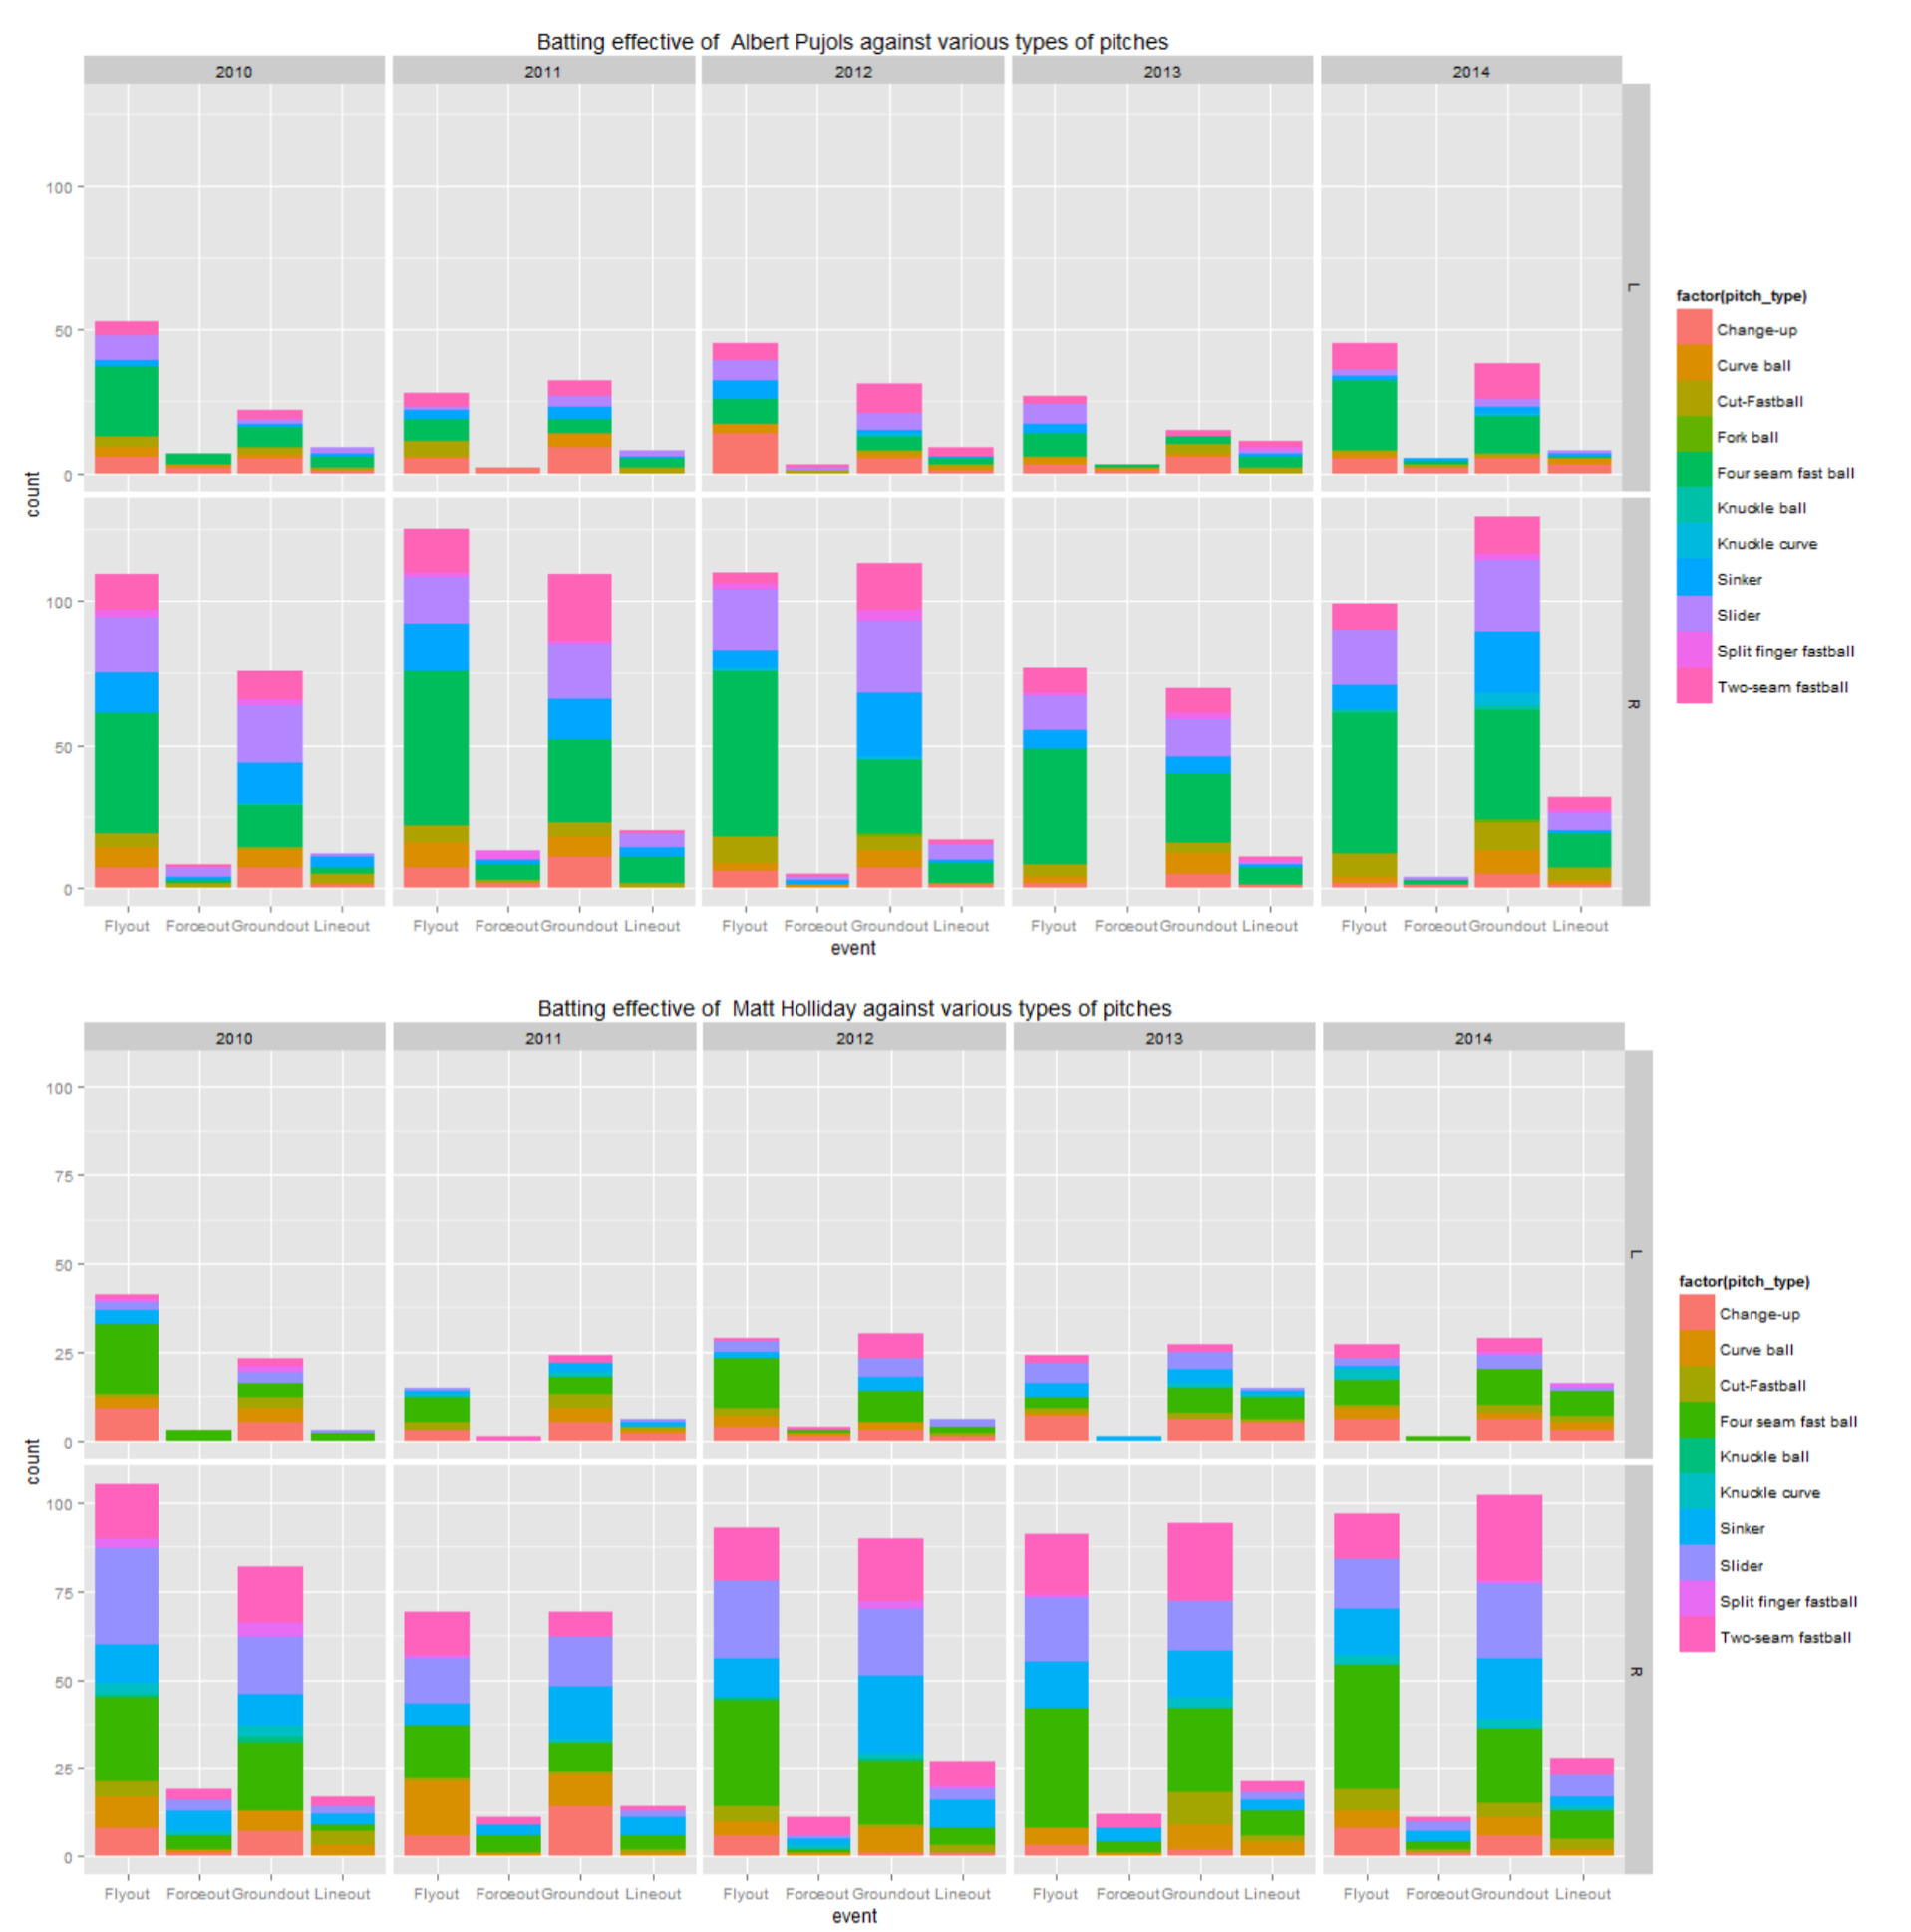 Batting effective of  Albert Pujols against various types of pitches
2010 2011 2012 2013 2014
100
50
0
L
100
50
0
R
count
Flyout Forceout Groundout Lineout Flyout Forceout Groundout Lineout Flyout Forceout Groundout Lineout Flyout Forceout Groundout Lineout Flyout Forceout Groundout Lineout
event
factor(pitch_type)
Change-up
Curve ball
Cut-Fastball
Fork ball
Four seam fast ball
Knuckle ball
Knuckle curve
Sinker
Slider
Split finger fastball
Two-seam fastball
Batting effective of  Matt Holliday against various types of pitches
2010 2011 2012 2013 2014
100
75
50
25
0
L
100
75
50
25
0
R
count
Flyout Forceout Groundout Lineout Flyout Forceout Groundout Lineout Flyout Forceout Groundout Lineout Flyout Forceout Groundout Lineout Flyout Forceout Groundout Lineout
event
factor(pitch_type)
Change-up
Curve ball
Cut-Fastball
Four seam fast ball
Knuckle ball
Knuckle curve
Sinker
Slider
Split finger fastball
Two-seam fastball